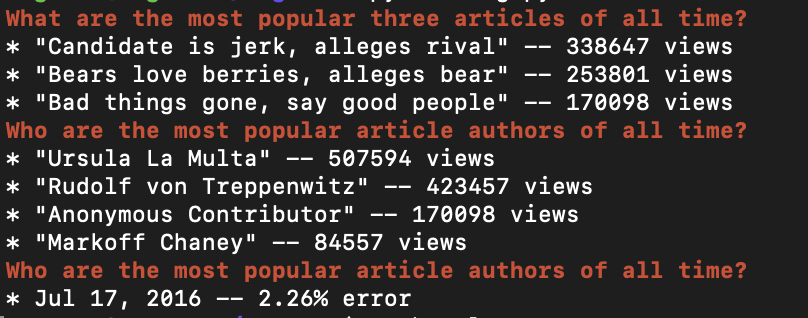 What are the most popular three articles of all time?
* "Candidate is jerk, alleges rival" -- 338647 views
* "Bears love berries, alleges bear" -- 253801 views
* "Bad things gone, say good people" -- 170098 views
Who are the most popular article authors of all time?
* "Ursula La Multa" -- 507594 views
* "Rudolf von Treppenwitz" -- 423457 views
* "Anonymous Contributor" -- 170098 views
* "Markoff Chaney" -- 84557 views
Who are the most popular article authors of all time?
* Jul 17, 2016 -- 2.26% error